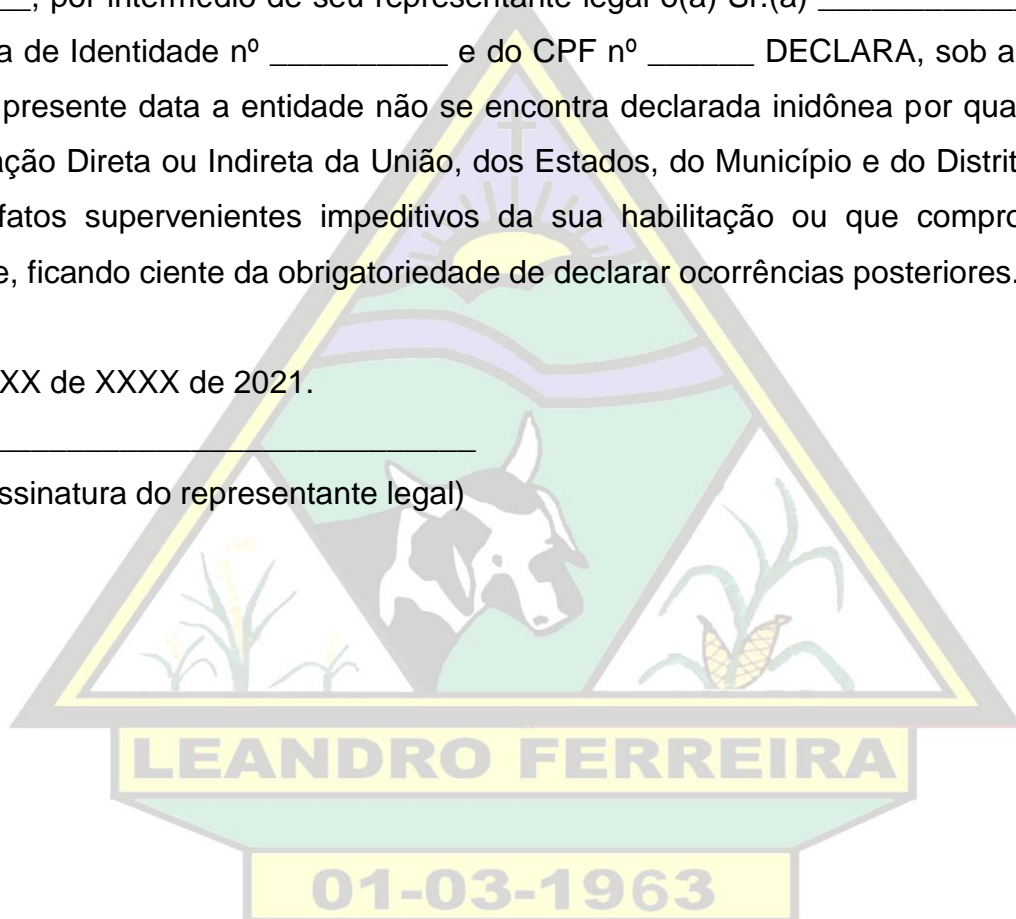 __, por intermédio de seu representante legal o(a) Sr.(a) ____________
a de Identidade nº __________ e do CPF nº ______ DECLARA, sob a
presente data a entidade não se encontra declarada inidônea por qua
ação Direta ou Indireta da União, dos Estados, do Município e do Distrit
fatos supervenientes impeditivos da sua habilitação ou que compro
e, ficando ciente da obrigatoriedade de declarar ocorrências posteriores.
XX de XXXX de 2021.
___________________________
ssinatura do representante legal)
LEANDRO FERREIRA
01-03-1963